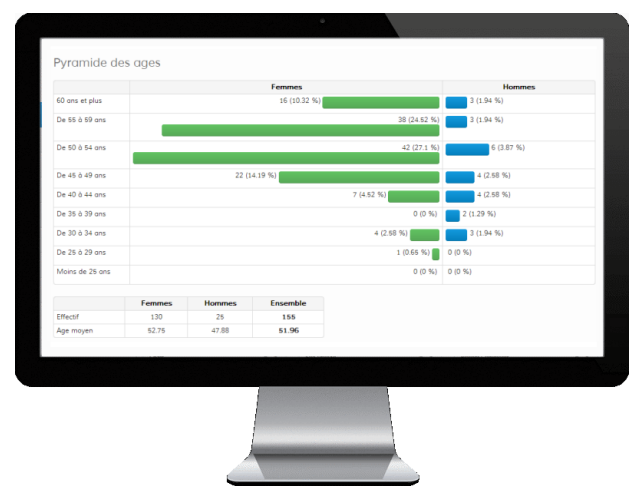 Pyramide des ages
Femmes Hommes
60 ans et plus 16 (10.32 %) 3 (1.94 %)
De 55 à 59 ans 38 (24.52 %) 3 (1.94 %)
De 50 à 54 ans 42 (27.1 %) 6 (3.87 %)
De 45 à 49 ans 22 (14.19 %) 4 (2.58 %)
De 40 à 44 ans 7 (4.52 %) 4 (2.58 %)
De 35 à 39 ans 0 (0 %) 2 (1.29 %)
De 30 à 34 ans 4 (2.58 %) 3 (1.94 %)
De 25 à 29 ans 1 (0.65 %) 0 (0 %)
Moins de 25 ans 0 (0 %) 0 (0 %)
Femmes Hommes Ensemble
Effectif 130 25 155
Age moyen 52.75 47.88 51.96